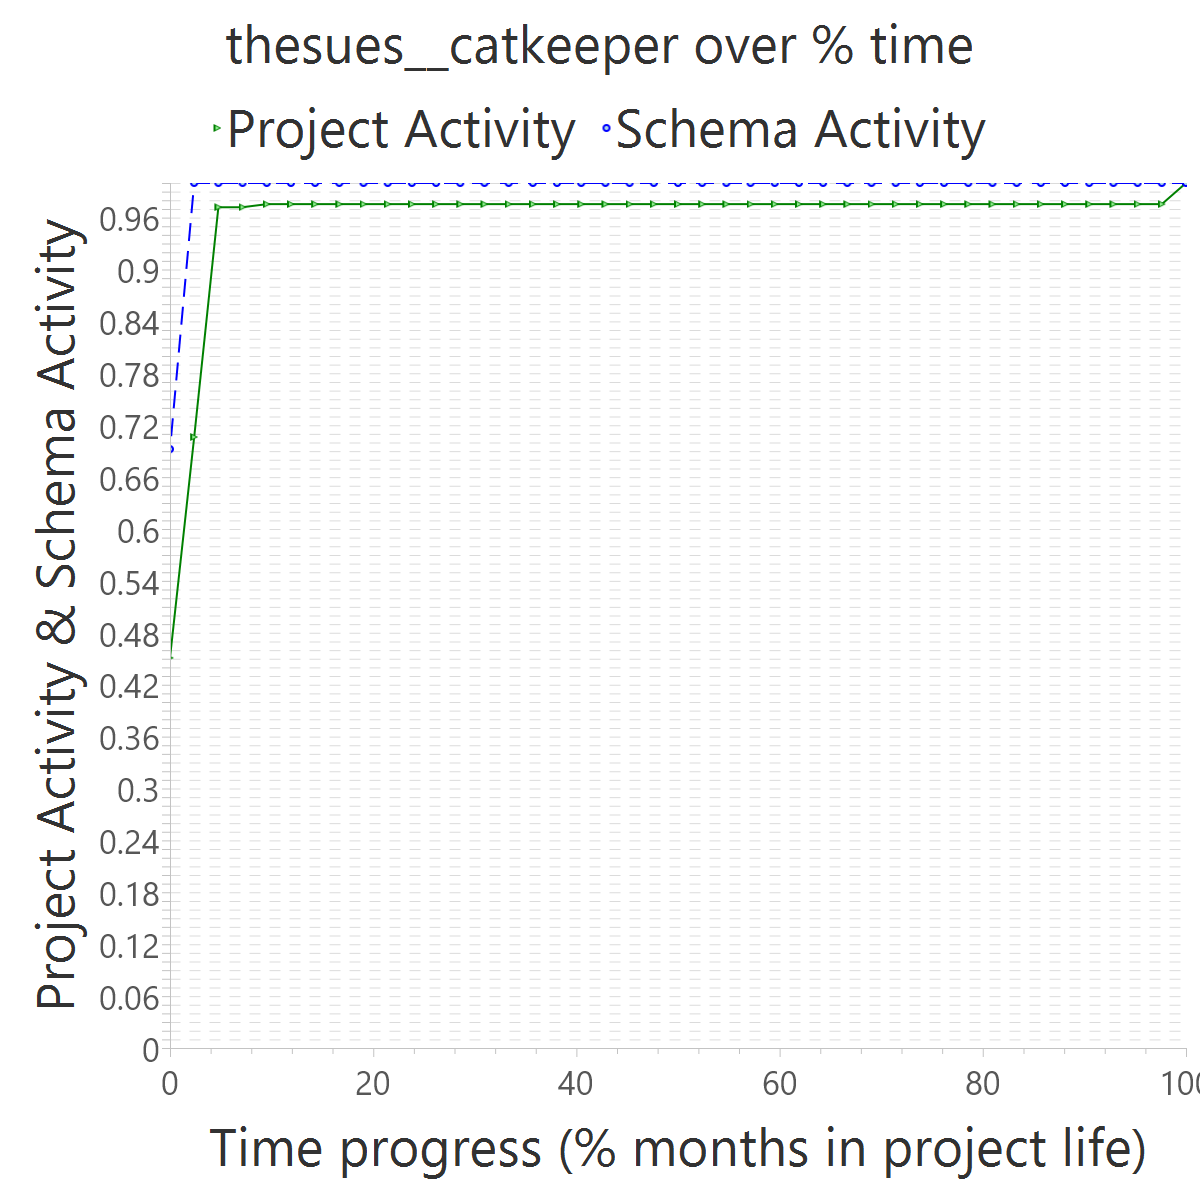 thesues__catkeeper over % time
Project Activity
Schema Activity
Project Activity & Schema Activity
0.96
0.9
0.84
0.78
0.72
0.66
0.6
0.54
0.48
0.42
0.36
0.3
0.24
0.18
0.12
0.06
0
0 20 40 60 80 100
Time progress (% months in project life)